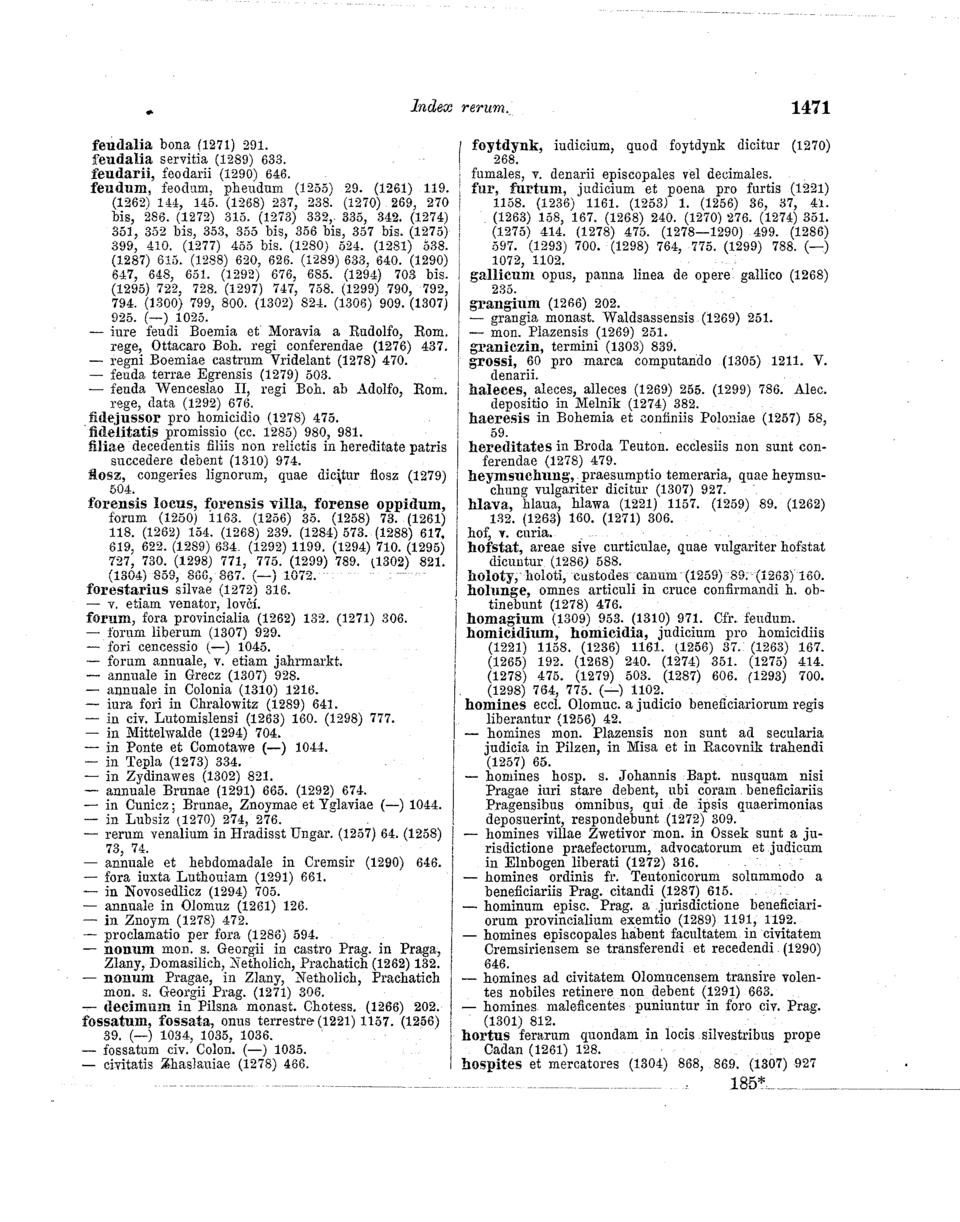 Index rerum.
1471
feudalia bona (1271) 291.
feudalia servitia (1289) 633.
feudarii, feodarii (1290) 646.
feudum, feodum, pheudum (1255) 29. (1261) 119.
(1262) 144, 145. (1268) 237, 238. (1270) 269, 270
bis, 286. (1272) 315. (1273) 332, 335, 342. (1274)
351, 352 bis, 353, 355 bis, 356 bis, 357 bis. (1275)
399, 410. (1277) 455 bis. (1280) 524. (1281) 538.
(1287) 615. (1288) 620, 626. (1289) 633, 640. (1290)
647, 648, 651. (1292) 676, 685. (1294) 703 bis.
(1295) 722, 728. (1297) 747, 758. (1299) 790, 792,
794. (1300) 799, 800. (1302) 824. (1306) 909. (1307)
925. (—) 1025.
— iure feudi Boemia et Moravia a Rudolfo, Rom.
rege, Ottacaro Boh. regi conferendae (1276) 437.
— regni Boemiae castrum Vridelant (1278) 470.
— feuda terrae Egrensis (1279) 503.
— feuda Wenceslao II, regi Boh. ab Adolfo, Rom.
rege, data (1292) 676.
fidejussor pro homicidio (1278) 475.
fidelitatis promissio (cc. 1285) 980, 981.
filiae decedentis filiis non relictis in hereditate patris
succedere debent (1310) 974.
flosz, congeries lignorum, quae dicitur flosz (1279)
504.
forensis locus, forensis villa, forense oppidum,
forum (1250) 1163. (1256) 35. (1258) 73. (1261)
118. (1262) 154. (1268) 239. (1284) 573. (1288) 617,
619, 622. (1289) 634. (1292) 1199. (1294) 710. (1295)
727, 730. (1298) 771, 775. (1299) 789. (1302) 821.
(1304) 859, 866, 867. (—) 1072.
forestarius silvae (1272) 316.
— v. etiam venator, lovčí.
forum, fora provincialia (1262) 132. (1271) 306.
— forum liberum (1307) 929.
— fori cencessio (—) 1045.
— forum annuale, v. etiam jahrmarkt.
— annuale in Grecz (1307) 928.
— annuale in Colonia (1310) 1216.
— iura fori in Chralowitz (1289) 641.
— in civ. Lutomislensi (1263) 160. (1298) 777.
— in Mittelwalde (1294) 704.
— in Ponte et Comotawe (—) 1044.
— in Tepla (1273) 334.
— in Zydinawes (1302) 821.
— annuale Brunae (1291) 665. (1292) 674.
— in Cunicz; Brunae, Znoymae et Yglaviae (—) 1044.
— in Lubsiz (1270) 274, 276.
— rerum venalium in Hradisst Ungar. (1257) 64. (1258)
73, 74.
— annuale et hebdomadale in Cremsir (1290) 646.
— fora iuxta Luthouiam (1291) 661.
— in Novosedlicz (1294) 705.
— annuale in Olomuz (1261) 126.
— in Znoym (1278) 472.
— proclamatio per fora (1286) 594.
— nonum mon. s. Georgii in castro Prag. in Praga,
Zlany, Domasilich, Netholich, Prachatich (1262) 132.
— nonum Pragae, in Zlany, Netholich, Prachatich
mon. s. Georgii Prag. (1271) 306.
— decimum in Pilsna monast. Chotess. (1266) 202.
fossatum, fossata, onus terrestre (1221) 1157. (1256)
39. (—) 1034, 1035, 1036.
— fossatum civ. Colon. (—) 1035.
— civitatis Zhaslauiae (1278) 466.
foytdynk, iudicium, quod foytdynk dicitur (1270)
268.
fumales, v. denarii episcopales vel decimales.
fur, furtum, judicium et poena pro furtis (1221)
1158. (1236) 1161. (1253) 1. (1256) 36, 37, 41.
(1263) 158, 167. (1268) 240. (1270) 276. (1274) 351.
(1275) 414. (1278) 475. (1278—1290) 499. (1286)
597. (1293) 700. (1298) 764, 775. (1299) 788. (—)
1072, 1102.
gallicum opus, panna linea de opere gallico (1268)
235.
grangium (1266) 202.
— grangia monast. Waldsassensis (1269) 251.
— mon. Plazensis (1269) 251.
graniczin, termini (1303) 839.
grossi, 60 pro marca computando (1305) 1211. V.
denarii.
haleces, aleces, alleces (1269) 255. (1299) 786. Alec.
depositio in Melnik (1274) 382.
haeresis in Bohemia et confiniis Poloniae (1257) 58,
59.
hereditates in Broda Teuton. ecclesiis non sunt con-
ferendae (1278) 479.
heymsuchung, praesumptio temeraria, quae heymsu-
chung vulgariter dicitur (1307) 927.
hlava, hlaua, hlawa (1221) 1157. (1259) 89. (1262)
132. (1263) 160. (1271) 306.
hof, v. curia.
hofstat, areae sive curticulae, quae vulgariter hofstat
dicuntur (1286) 588.
holoty, holoti, custodes canum (1259) 89. (1263) 160.
holunge, omnes articuli in cruce confirmandi h. ob-
tinebunt (1278) 476.
homagium (1309) 953. (1310) 971. Cfr. feudum.
homicidium, homicidia, judicium pro homicidiis
(1221) 1158. (1236) 1161. (1256) 37. (1263) 167.
(1265) 192. (1268) 240. (1274) 351. (1275) 414.
(1278) 475. (1279) 503. (1287) 606. (1293) 700.
(1298) 764, 775. (—) 1102.
homines eccl. Olomuc. a judicio beneficiariorum regis
liberantur (1256) 42.
— homines mon. Plazensis non sunt ad secularia
judicia in Pilzen, in Misa et in Racovnik trahendi
(1257) 65.
— homines hosp. s. Johannis Bapt. nusquam nisi
Pragae iuri stare debent, ubi coram beneficiariis
Pragensibus omnibus, qui de ipsis quaerimonias
deposuerint, respondebunt (1272) 309.
— homines villae Zwetivor mon. in Ossek sunt a ju-
risdictione praefectorum, advocatorum et judicum
in Elnbogen liberati (1272) 316.
— homines ordinis fr. Teutonicorum solummodo a
beneficiariis Prag. citandi (1287) 615.
— hominum episc. Prag. a jurisdictione beneficiari-
orum provincialium exemtio (1289) 1191, 1192.
— homines episcopales habent facultatem in civitatem
Cremsiriensem se transferendi et recedendi (1290)
646.
— homines ad civitatem Olomucensem transire volen-
tes nobiles retinere non debent (1291) 663.
— homines maleficentes puniuntur in foro civ. Prag.
(1301) 812.
hortus ferarum quondam in locis silvestribus prope
Cadan (1261) 128.
hospites et mercatores (1304) 868, 869. (1307) 927
185*